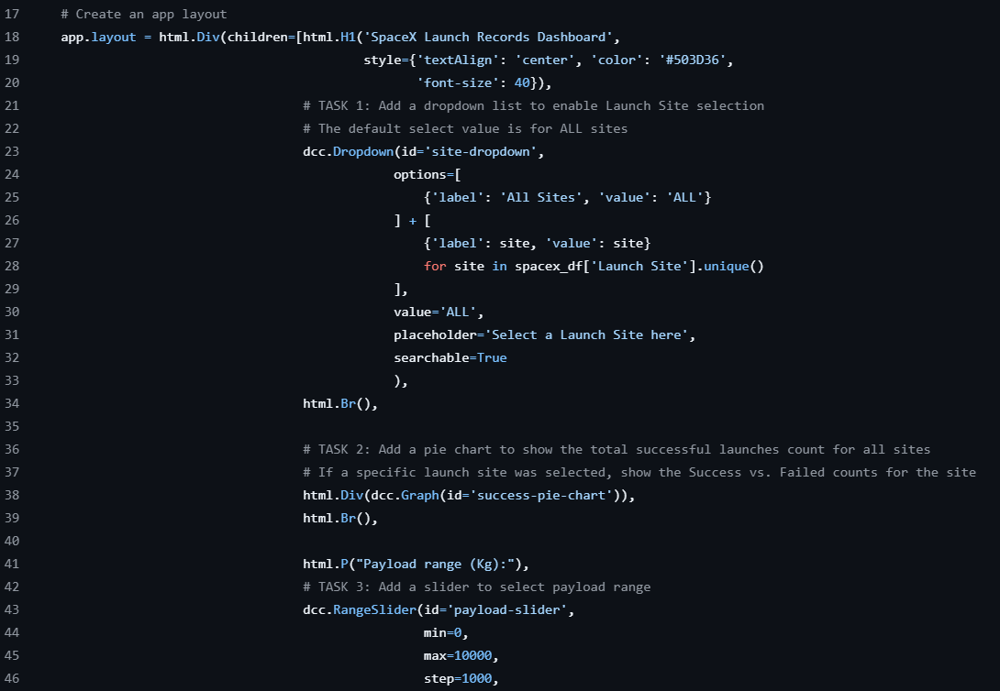 17 # Create an app layout
18 app.layout = html.Div(children=[html.H1('SpaceX Launch Records Dashboard',
19 style={'textAlign': 'center', 'color': '#503D36',
20 'font-size': 40}),
21 # TASK 1: Add a dropdown list to enable Launch Site selection
22 # The default select value is for ALL sites
23 dcc.Dropdown(id='site-dropdown',
24 options=[
25 {'label': 'All Sites', 'value': 'ALL'}
26 ] + [
27 {'label': site, 'value': site}
28 for site in spacex_df['Launch Site'].unique()
29 ],
30 value='ALL',
31 placeholder='Select a Launch Site here',
32 searchable=True
33 ),
34 html.Br(),
35
36 # TASK 2: Add a pie chart to show the total successful launches count for all sites
37 # If a specific launch site was selected, show the Success vs. Failed counts for the site
38 html.Div(dcc.Graph(id='success-pie-chart')),
39 html.Br(),
40
41 html.P("Payload range (Kg):"),
42 # TASK 3: Add a slider to select payload range
43 dcc.RangeSlider(id='payload-slider',
44 min=0,
45 max=10000,
46 step=1000,